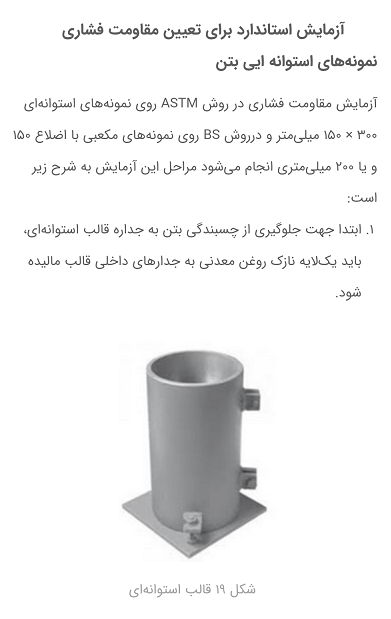 آزمایش استاندارد برای تعیین مقاومت فشاری
نمونه‌های استوانه ایی بتن
آزمایش مقاومت فشاری در روش ASTM روی نمونه‌های استوانه‌ای
۳۰۰ × ۱۵۰ میلی‌متر و درروش BS روی نمونه‌های مکعبی با اضلاع ۱۵۰
و یا ۲۰۰ میلی‌متری انجام می‌شود مراحل این آزمایش به شرح زیر
است:
۱. ابتدا جهت جلوگیری از چسبندگی بتن به جداره قالب استوانه‌ای،
باید یک‌لایه نازک روغن معدنی به جدارهای داخلی قالب مالیده
شود.
شکل ۱۹ قالب استوانه‌ای